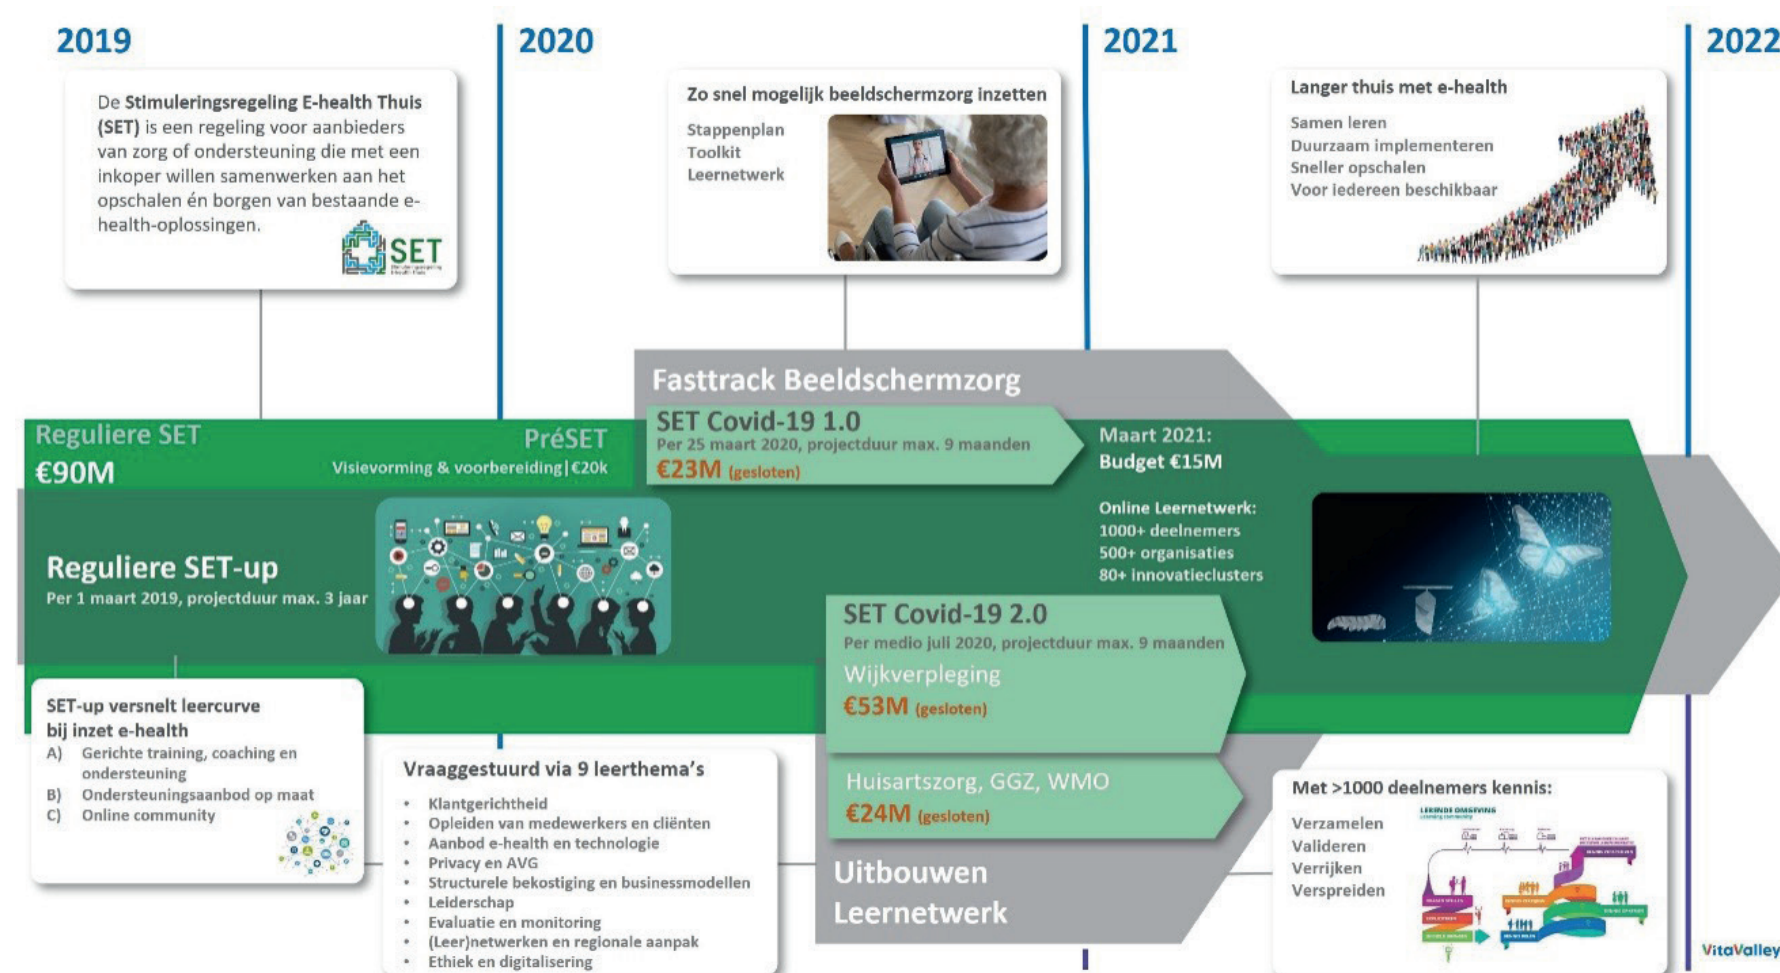 2019
2020
2021
2022
De Stimuleringsregeling E-health Thuis
(SET) is een regeling voor aanbieders
van zorg of ondersteuning die met een
inkoper willen samenwerken aan het
opschalen én borgen van bestaande e-
health-oplossingen.
SET
Stimuleringsregeling
E-health Thuis
Zo snel mogelijk beeldschermzorg inzetten
Stappenplan
Toolkit
Leernetwerk
Langer thuis met e-health
Samen leren
Duurzaam implementeren
Sneller opschalen
Voor iedereen beschikbaar
Fasttrack Beeldschermzorg
Reguliere SET
€90M
PréSET
Visievorming & voorbereiding|€20k
SET Covid-19 1.0
Per 25 maart 2020, projectduur max. 9 maanden
€23M (gesloten)
Maart 2021:
Budget €15M
Online Leernetwerk:
1000+ deelnemers
500+ organisaties
80+ innovatieclusters
Reguliere SET-up
Per 1 maart 2019, projectduur max. 3 jaar
SET Covid-19 2.0
Per medio juli 2020, projectduur max. 9 maanden
Wijkverpleging
€53M (gesloten)
Huisartszorg, GGZ, WMO
€24M (gesloten)
Uitbouwen
Leernetwerk
SET-up versnelt leercurve
bij inzet e-health
A) Gerichte training, coaching en
ondersteuning
B) Ondersteuningsaanbod op maat
C) Online community
Vraaggestuurd via 9 leerthema's
• Klantgerichtheid
• Opleiden van medewerkers en cliënten
• Aanbod e-health en technologie
• Privacy en AVG
• Structurele bekostiging en businessmodellen
• Leiderschap
• Evaluatie en monitoring
• (Leer)netwerken en regionale aanpak
• Ethiek en digitalisering
Met >1000 deelnemers kennis:
Verzamelen
Valideren
Verrijken
Verspreiden
LERENDE OMGEVING
VitaValley